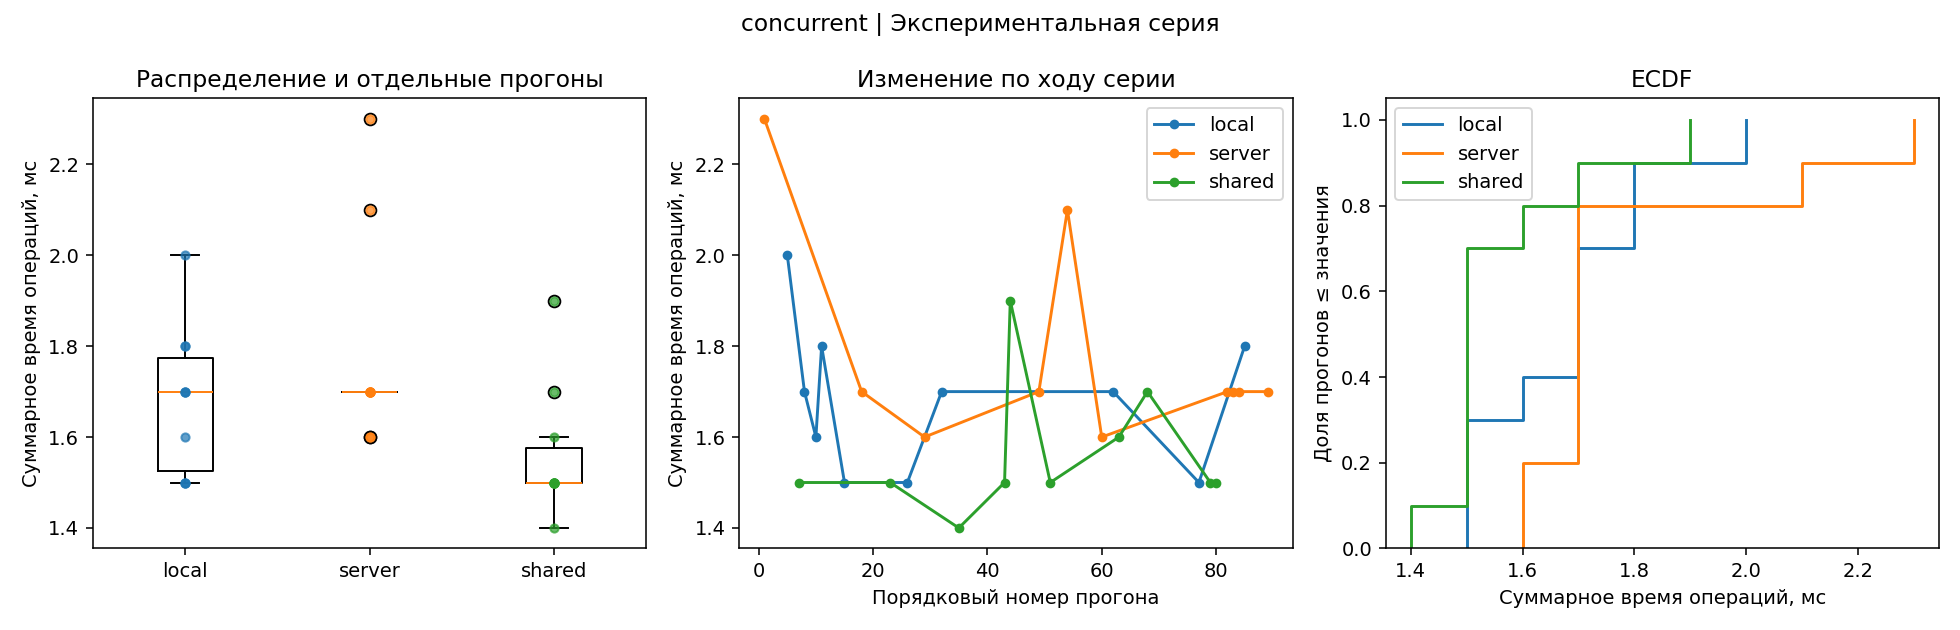 concurrent | Экспериментальная серия
Распределение и отдельные прогоны
Суммарное время операций, мс
2.2
2.0
1.8
1.6
1.4
local
server
shared
Изменение по ходу серии
Суммарное время операций, мс
2.2
2.0
1.8
1.6
1.4
local
server
shared
0
20
40
60
80
Порядковый номер прогона
ECDF
Доля прогонов ≤ значения
1.0
0.8
0.6
0.4
0.2
0.0
local
server
shared
1.4
1.6
1.8
2.0
2.2
Суммарное время операций, мс